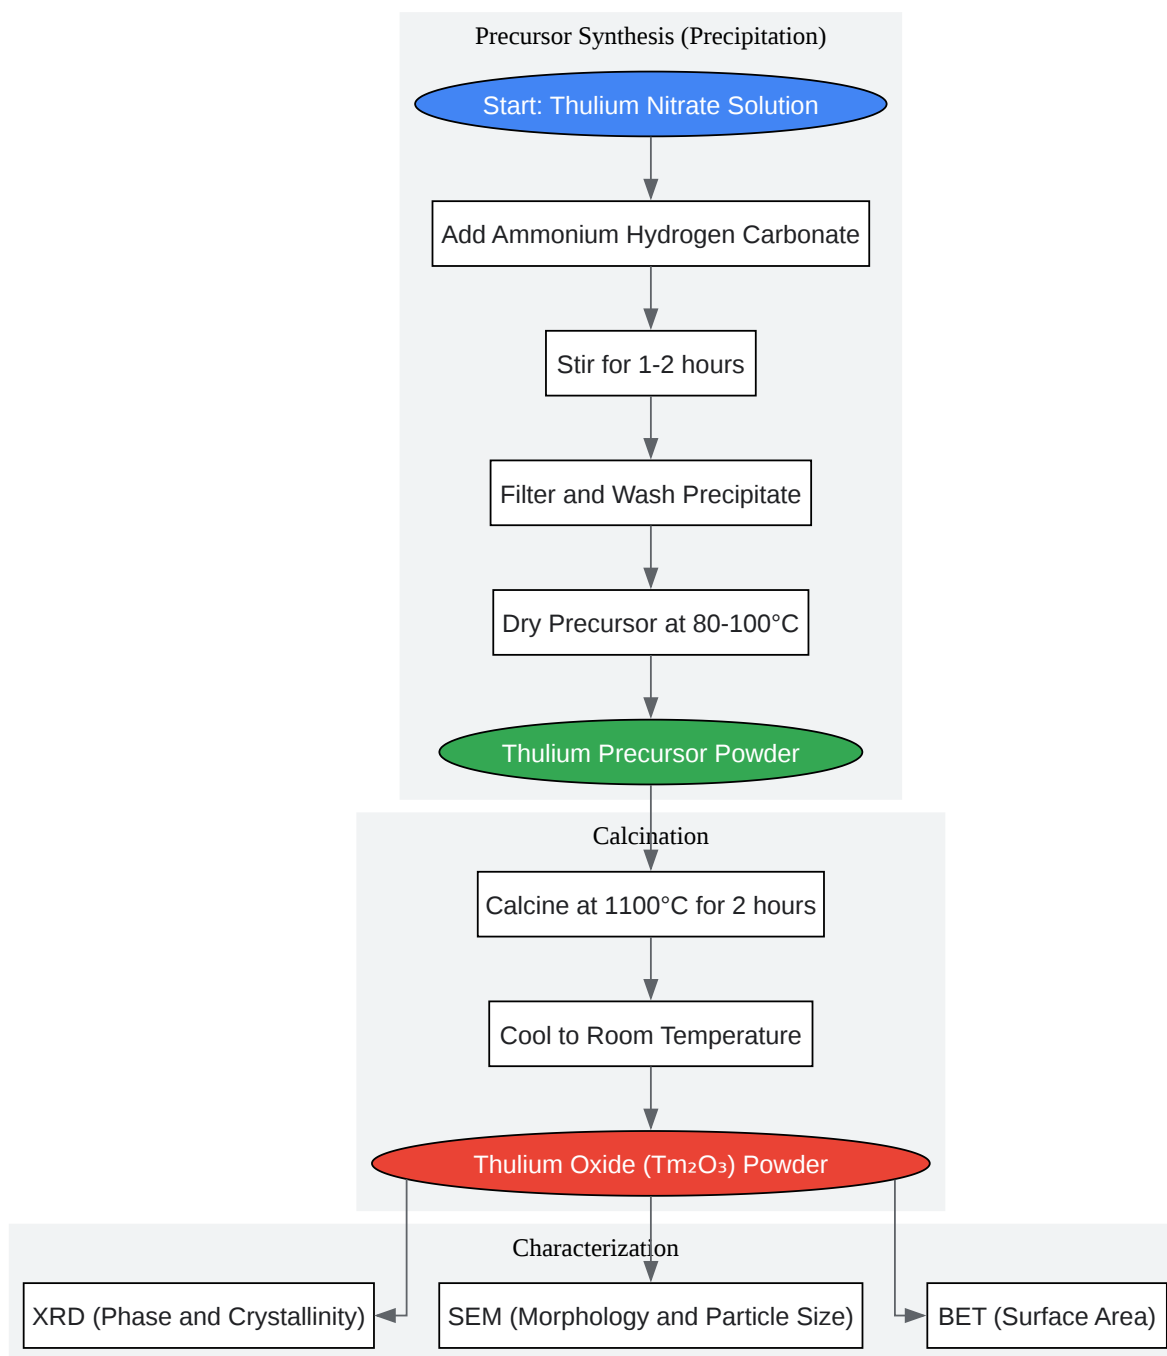 Precursor Synthesis (Precipitation)
Start: Thulium Nitrate Solution
Add Ammonium Hydrogen Carbonate
Stir for 1-2 hours
Filter and Wash Precipitate
Dry Precursor at 80-100°C
Thulium Precursor Powder
Calcination
Calcine at 1100°C for 2 hours
Cool to Room Temperature
Thulium Oxide (Tm₂O₃) Powder
Characterization
XRD (Phase and Crystallinity)
SEM (Morphology and Particle Size)
BET (Surface Area)